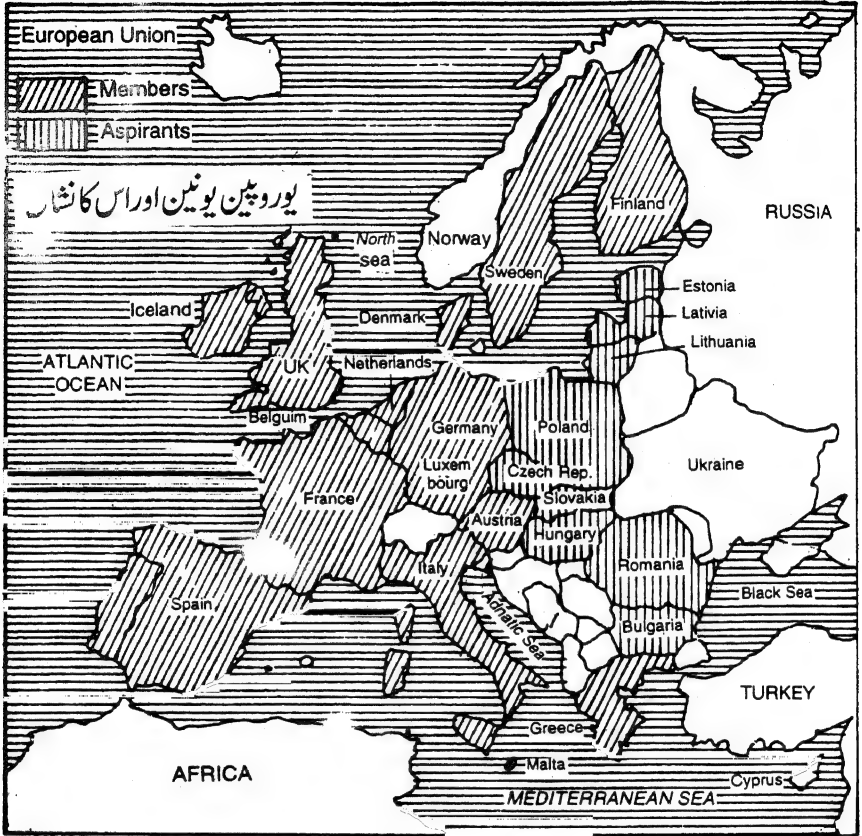 European Union
Members
Aspirants
یوروپین یونین اور اس کا نشاں
RUSSIA
Finland
Norway
North
sea
Sweden
Estonia
Lativia
Lithuania
Iceland
Denmark
ATLANTIC
OCEAN
UK
Netherlands
Belguim
Germany
Poland
Luxem
bourg
Czech Rep.
Ukraine
France
Slovakia
Austria
Hungary
Italy
Romania
Spain
Adriatic Sea
Black Sea
Bulgaria
TURKEY
Greece
AFRICA
Malta
Cyprus
MEDITERRANEAN SEA